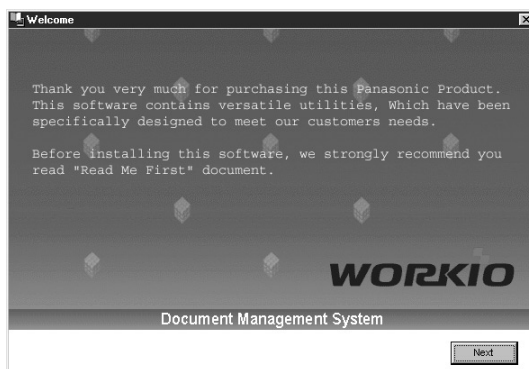 Welcome
Thank you very much for purchasing this Panasonic Product.
This software contains versatile utilities, Which have been
specifically designed to meet our customers needs.
Before installing this software, we strongly recommend you
read "Read Me First" document.
WORKIO
Document Management System
Next